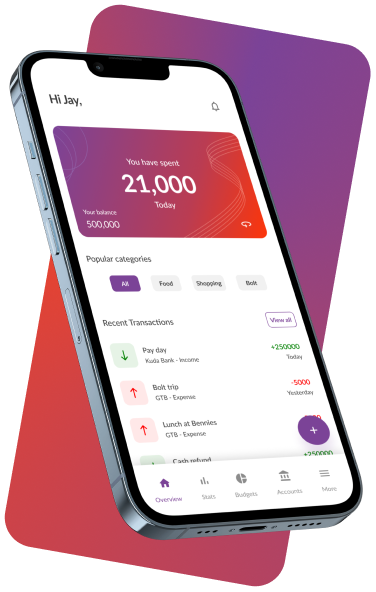 Hi Jay,
You have spent
21,000
Today
Your balance
500,000
Popular categories
All Food Shopping Bolt
Recent Transactions View all
Pay day +250000
Kuda Bank - Income Today
Bolt trip -5000
GTB - Expense Yesterday
Lunch at Bennies
GTB - Expense +
Cash refund +250000
Overview Stats Budgets Accounts More